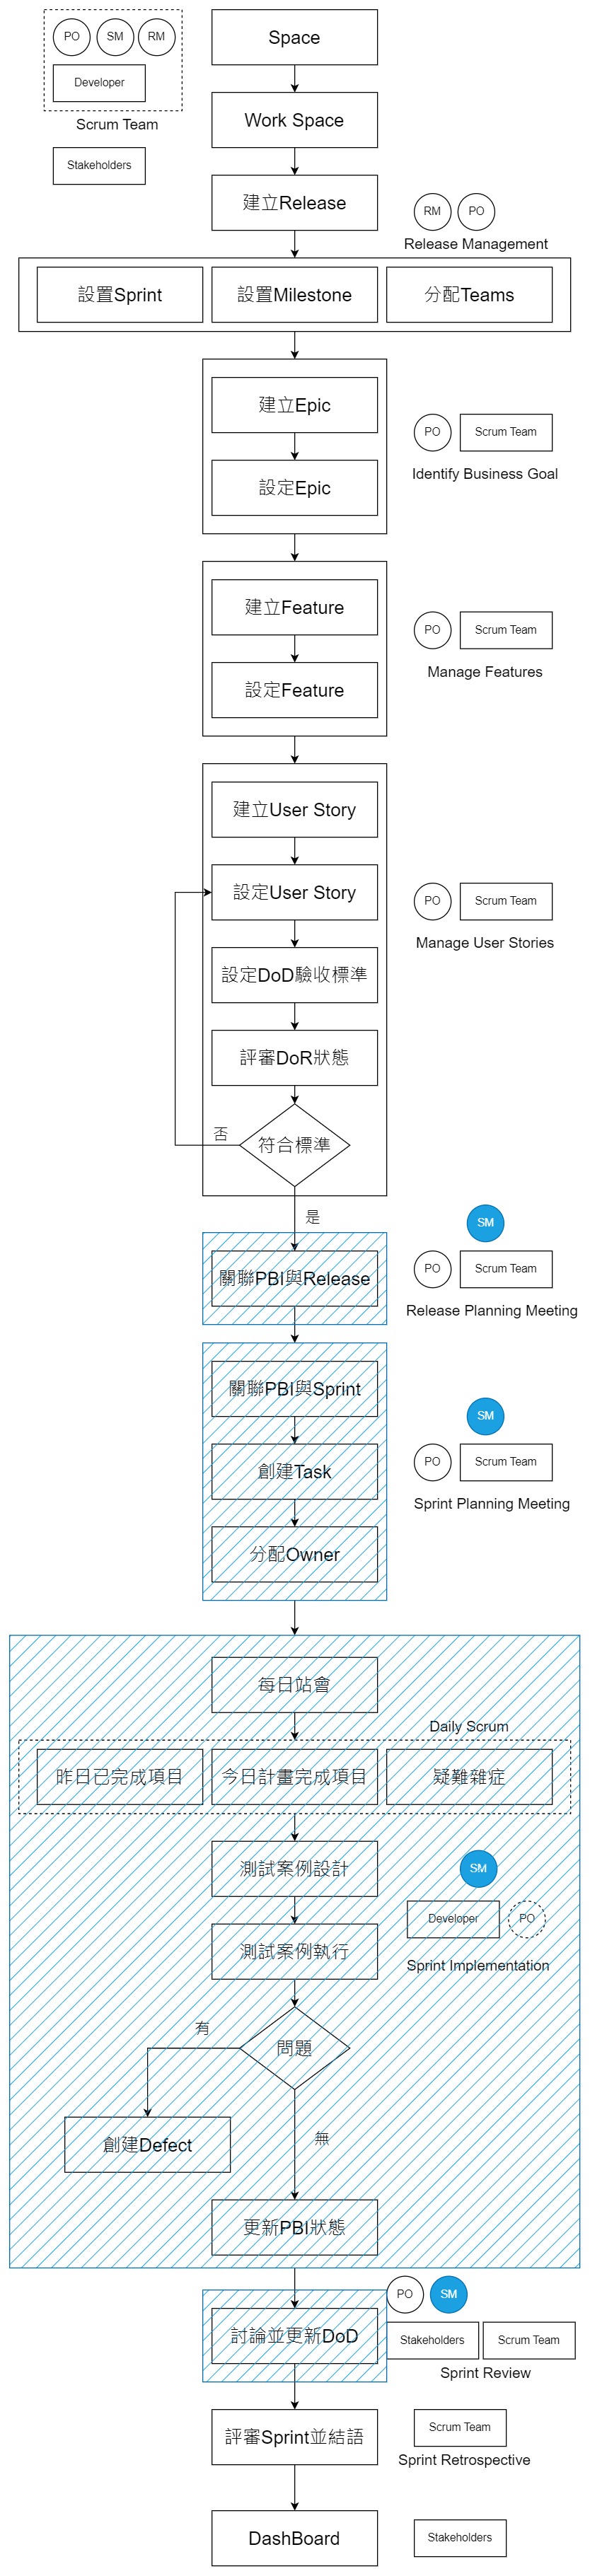 PO
SM
RM
Developer
Scrum Team
Stakeholders
Space
Work Space
建立Release
RM
PO
Release Management
設置Sprint
設置Milestone
分配Teams
建立Epic
設定Epic
PO
Scrum Team
Identify Business Goal
建立Feature
設定Feature
PO
Scrum Team
Manage Features
建立User Story
設定User Story
設定DoD驗收標準
評審DoR狀態
符合標準
否
是
PO
Scrum Team
Manage User Stories
關聯PBI與Release
SM
PO
Scrum Team
Release Planning Meeting
關聯PBI與Sprint
創建Task
分配Owner
SM
PO
Scrum Team
Sprint Planning Meeting
每日站會
Daily Scrum
昨日已完成項目
今日計畫完成項目
疑難雜症
測試案例設計
測試案例執行
SM
Developer
PO
Sprint Implementation
問題
有
無
創建Defect
更新PBI狀態
討論並更新DoD
PO
SM
Stakeholders
Scrum Team
Sprint Review
評審Sprint並結語
Scrum Team
Sprint Retrospective
DashBoard
Stakeholders